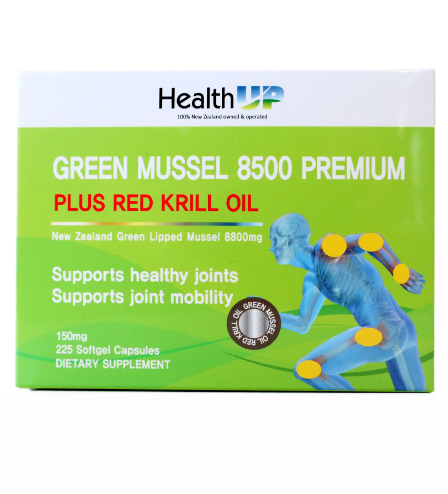 HealthUP
100% New Zealand owned & operated
GREEN MUSSEL 8500 PREMIUM
PLUS RED KRILL OIL
New Zealand Green Lipped Mussel 8800mg
Supports healthy joints
Supports joint mobility
GREEN MUSSEL OIL RED KRILL OIL
150mg
225 Softgel Capsules
DIETARY SUPPLEMENT